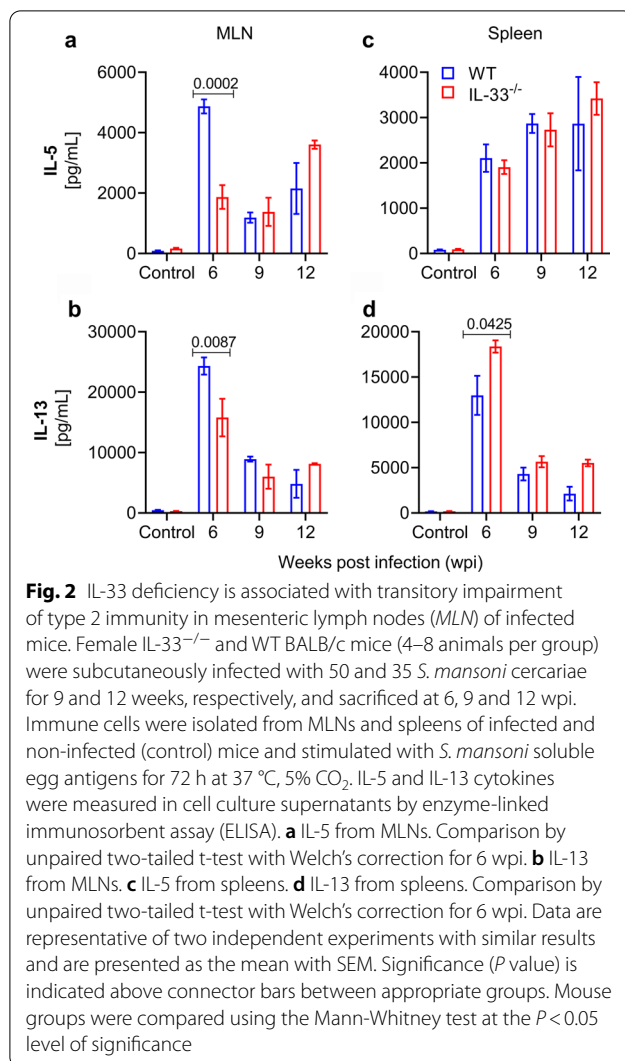 a
MLN
c
Spleen
IL-5
[pg/mL]
6000
4000
2000
0
0.0002
Control
6
9
12
4000
3000
2000
1000
0
WT
IL-33-/-
Control
6
9
12
b
IL-13
[pg/mL]
30000
20000
10000
0
0.0087
Control
6
9
12
d
20000
15000
10000
5000
0
0.0425
Control
6
9
12
Weeks post infection (wpi)
Fig. 2 IL-33 deficiency is associated with transitory impairment
of type 2 immunity in mesenteric lymph nodes (MLN) of infected
mice. Female IL-33−/− and WT BALB/c mice (4–8 animals per group)
were subcutaneously infected with 50 and 35 S. mansoni cercariae
for 9 and 12 weeks, respectively, and sacrificed at 6, 9 and 12 wpi.
Immune cells were isolated from MLNs and spleens of infected and
non-infected (control) mice and stimulated with S. mansoni soluble
egg antigens for 72 h at 37 °C, 5% CO2. IL-5 and IL-13 cytokines
were measured in cell culture supernatants by enzyme-linked
immunosorbent assay (ELISA). a IL-5 from MLNs. Comparison by
unpaired two-tailed t-test with Welch's correction for 6 wpi. b IL-13
from MLNs. c IL-5 from spleens. d IL-13 from spleens. Comparison by
unpaired two-tailed t-test with Welch's correction for 6 wpi. Data are
representative of two independent experiments with similar results
and are presented as the mean with SEM. Significance (P value) is
indicated above connector bars between appropriate groups. Mouse
groups were compared using the Mann-Whitney test at the P < 0.05
level of significance